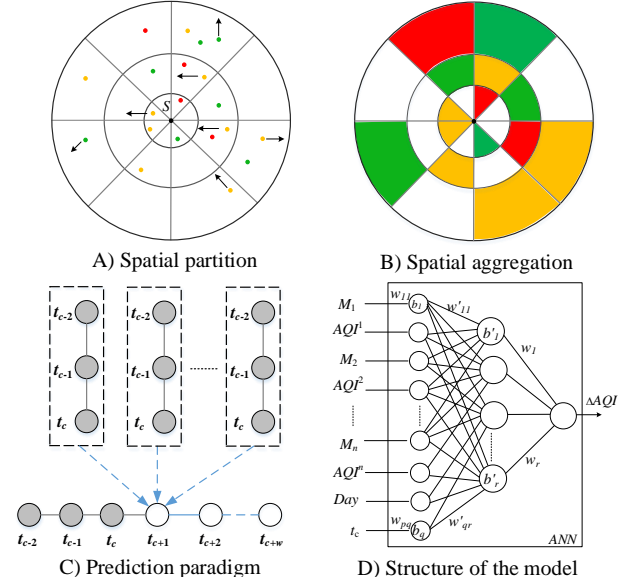 S
A) Spatial partition
B) Spatial aggregation
t_{c-2} t_{c-2} t_{c-2}
t_{c-1} t_{c-1} ........ t_{c-1}
t_c t_c t_c
t_{c-2} t_{c-1} t_c t_{c+1} t_{c+2} t_{c+w}
C) Prediction paradigm
M_1 w_{11} b_1 w'_{11}
AQI^1 b'_1 w_1
M_2
AQI^2
ΔAQI
M_n
AQI^n w_r
b'_r
Day
t_c w_{pq} b_q w'_{qr} ANN
D) Structure of the model